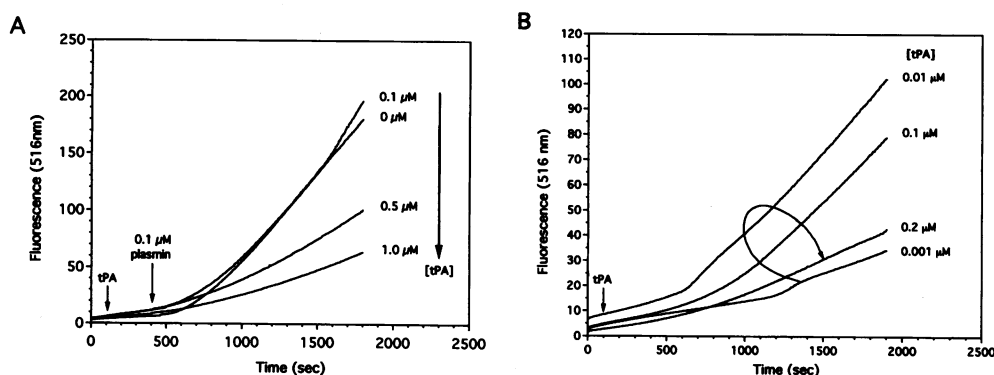 A
Fluorescence (516nm)
250
200
150
100
50
0
tPA
0.1 µM
plasmin
0.1 µM
0 µM
0.5 µM
1.0 µM
[tPA]
0
500
1000
1500
2000
2500
Time (sec)
B
Fluorescence (516 nm)
120
110
100
90
80
70
60
50
40
30
20
10
0
tPA
[tPA]
0.01 µM
0.1 µM
0.2 µM
0.001 µM
0
500
1000
1500
2000
2500
Time (sec)